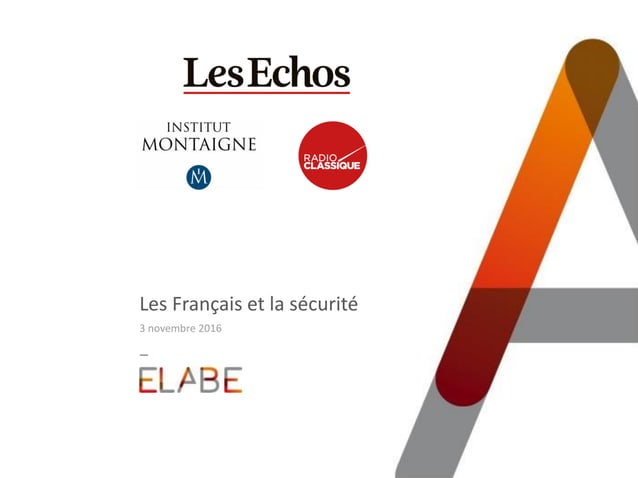 LesEchos
INSTITUT
MONTAIGNE
M
RADIO
CLASSIQUE
Les Français et la sécurité
3 novembre 2016
–
ELABE